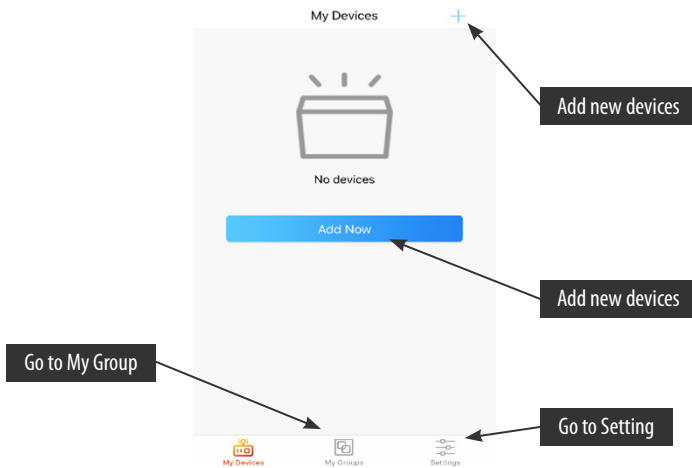 My Devices
Add new devices
No devices
Add Now
Add new devices
Go to My Group
Go to Setting
My Devices
My Groups
Settings